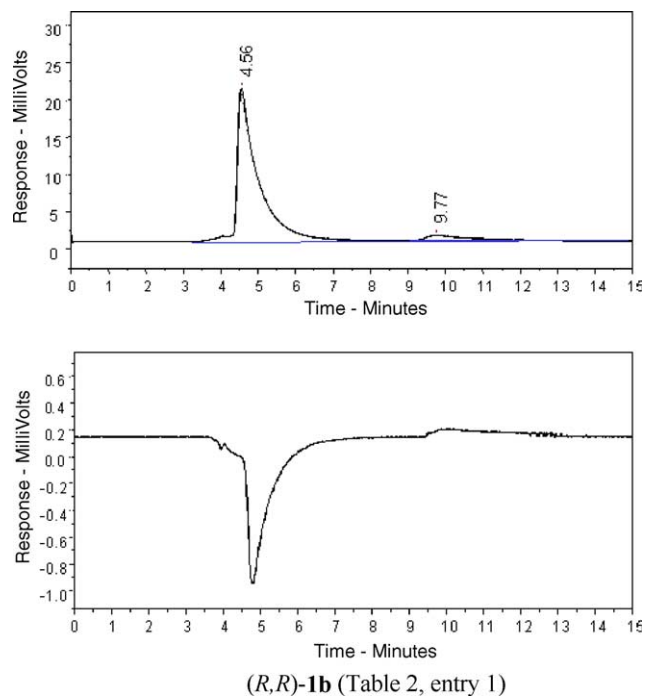 30
25
20
15
10
5
0
Response - MilliVolts
4.56
9.77
0 1 2 3 4 5 6 7 8 9 10 11 12 13 14 15
Time - Minutes
0.6
0.4
0.2
0.0
-0.2
-0.4
-0.6
-0.8
-1.0
Response - MilliVolts
0 1 2 3 4 5 6 7 8 9 10 11 12 13 14 15
Time - Minutes
(R,R)-1b (Table 2, entry 1)